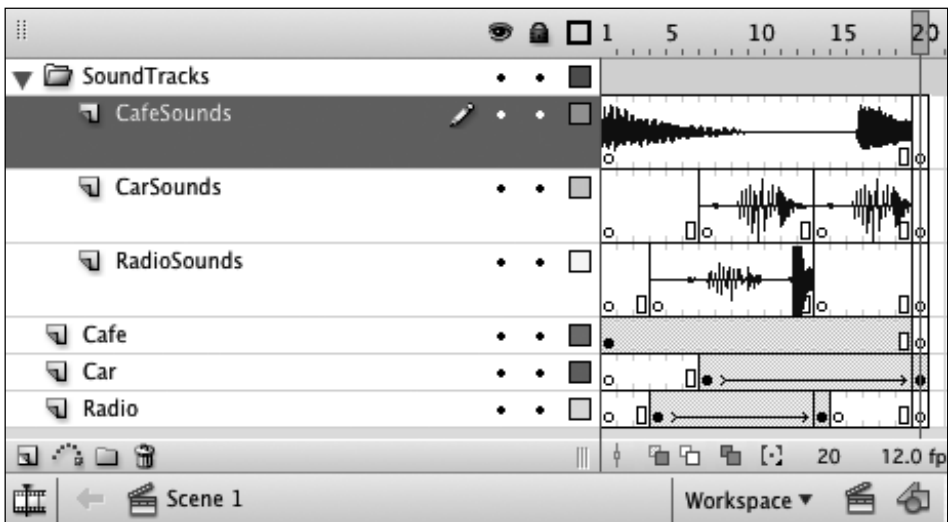 1 5 10 15 20
SoundTracks
CafeSounds
CarSounds
RadioSounds
Cafe
Car
Radio
20 12.0 fp
Scene 1 Workspace